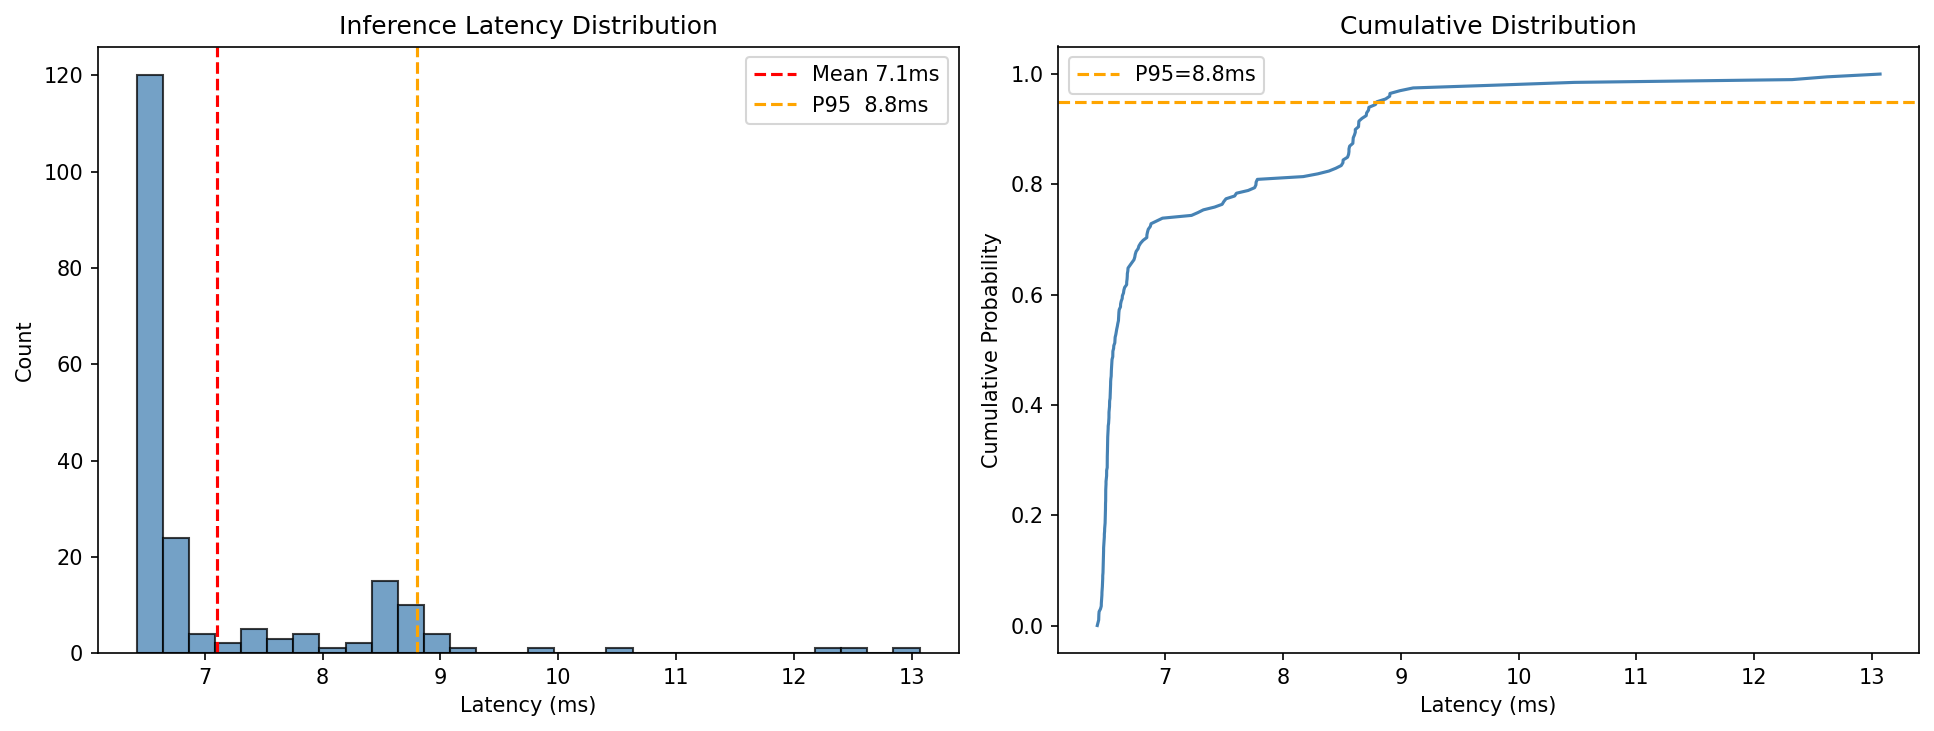 Inference Latency Distribution
120
100
80
60
40
20
0
Count
Mean 7.1ms
P95  8.8ms
7 8 9 10 11 12 13
Latency (ms)
Cumulative Distribution
1.0
0.8
0.6
0.4
0.2
0.0
Cumulative Probability
P95=8.8ms
7 8 9 10 11 12 13
Latency (ms)